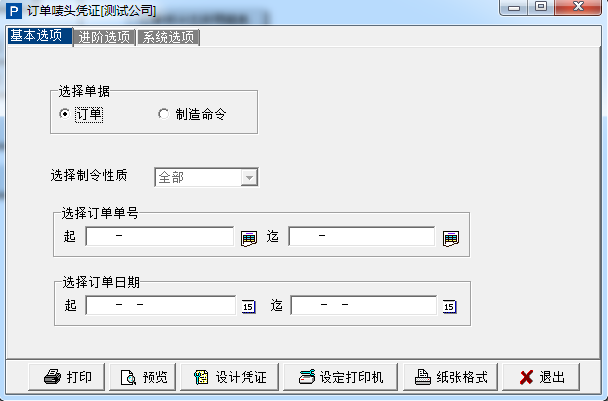 订单唛头凭证[测试公司]
基本选项 进阶选项 系统选项
选择单据
订单 制造命令
选择制令性质 全部
选择订单单号
起 - 迄 -
选择订单日期
起 - - 15 迄 - - 15
打印 预览 设计凭证 设定打印机 纸张格式 退出